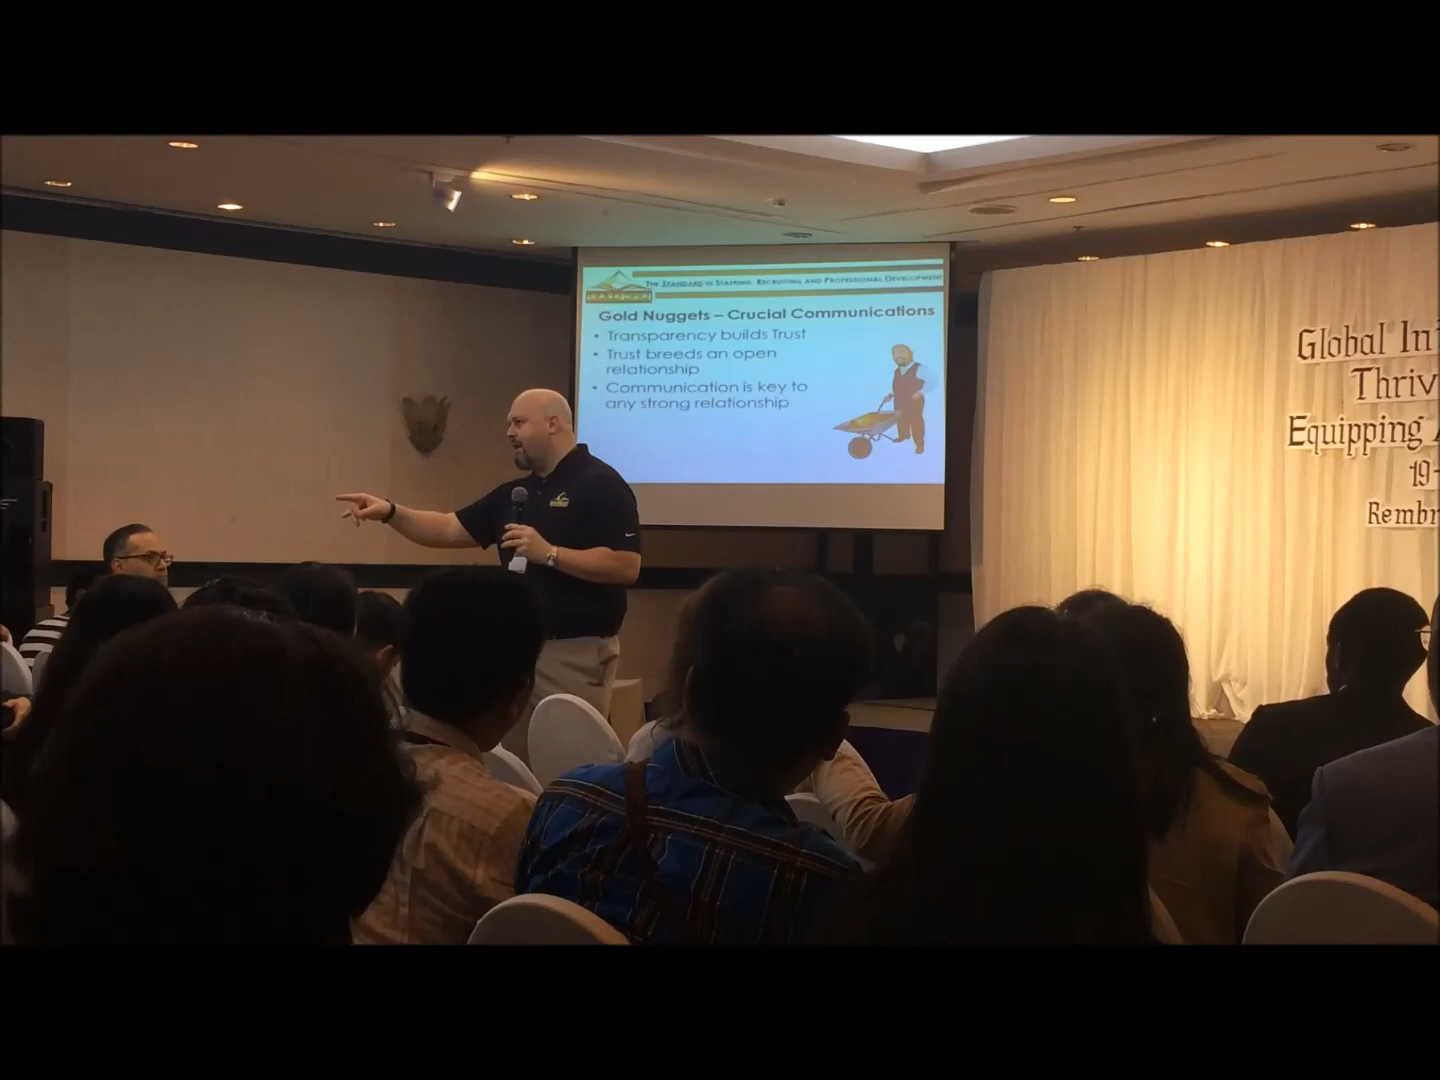 THE STANDARD IN STAFFING, RECRUITING AND PROFESSIONAL DEVELOPMENT
Gold Nuggets – Crucial Communications
• Transparency builds Trust
• Trust breeds an open
relationship
• Communication is key to
any strong relationship
Global In
Thriv
Equipping
19-
Rembr